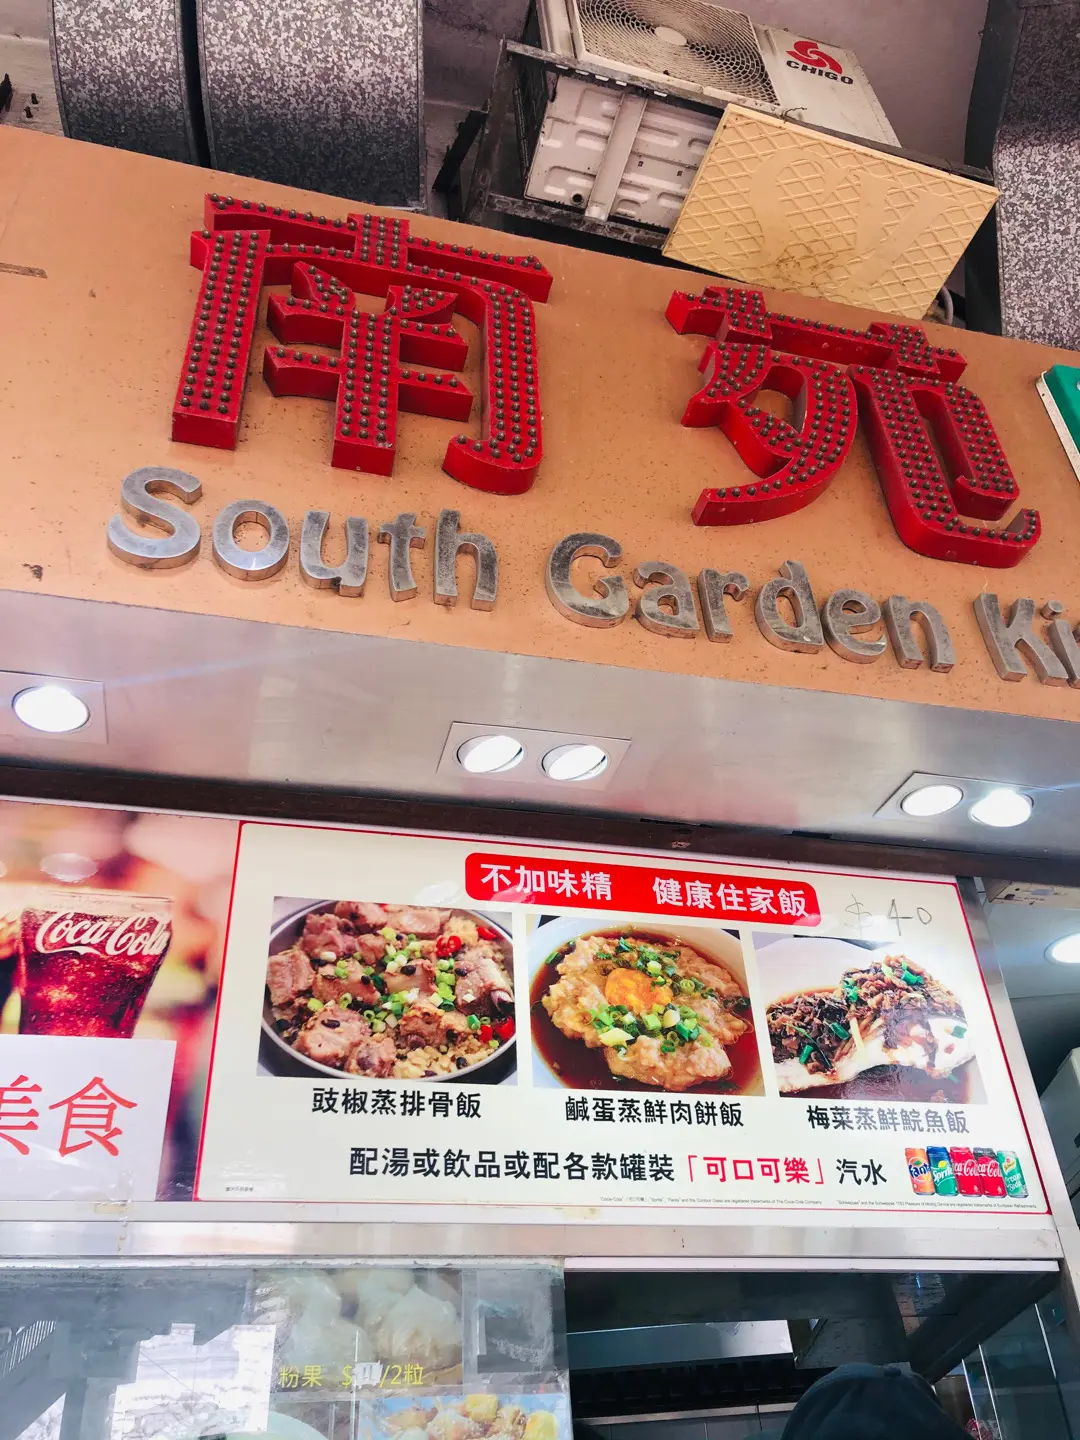 CHIGO
南苑
South Garden Ki
Coca-Cola
美食
不加味精 健康住家飯
$40
豉椒蒸排骨飯
鹹蛋蒸鮮肉餅飯
梅菜蒸鮮鯇魚飯
配湯或飲品或配各款罐裝「可口可樂」汽水
粉果 $ /2粒